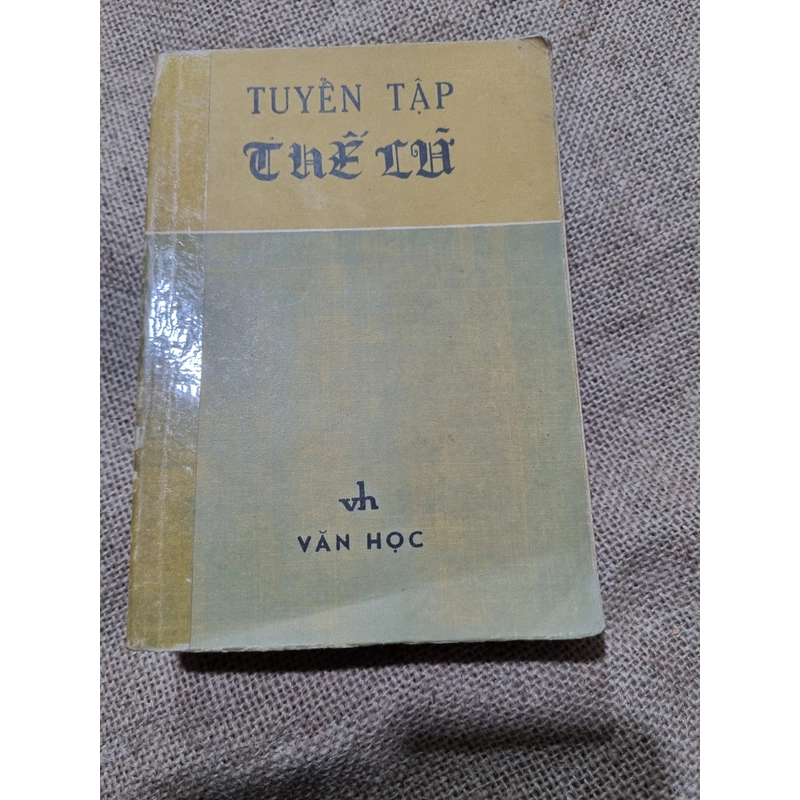 TUYỂN TẬP
THẾ LỮ
vh
VĂN HỌC